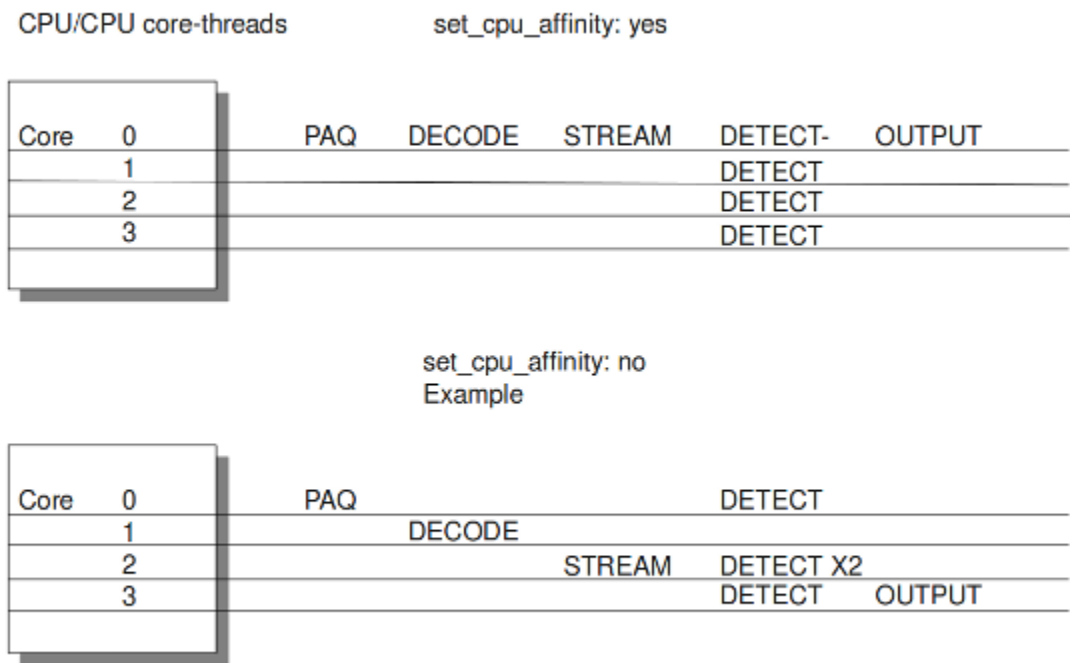 CPU/CPU core-threads set_cpu_affinity: yes
Core 0 PAQ DECODE STREAM DETECT- OUTPUT
1 DETECT
2 DETECT
3 DETECT
set_cpu_affinity: no
Example
Core 0 PAQ DETECT
1 DECODE
2 STREAM DETECT X2
3 DETECT OUTPUT